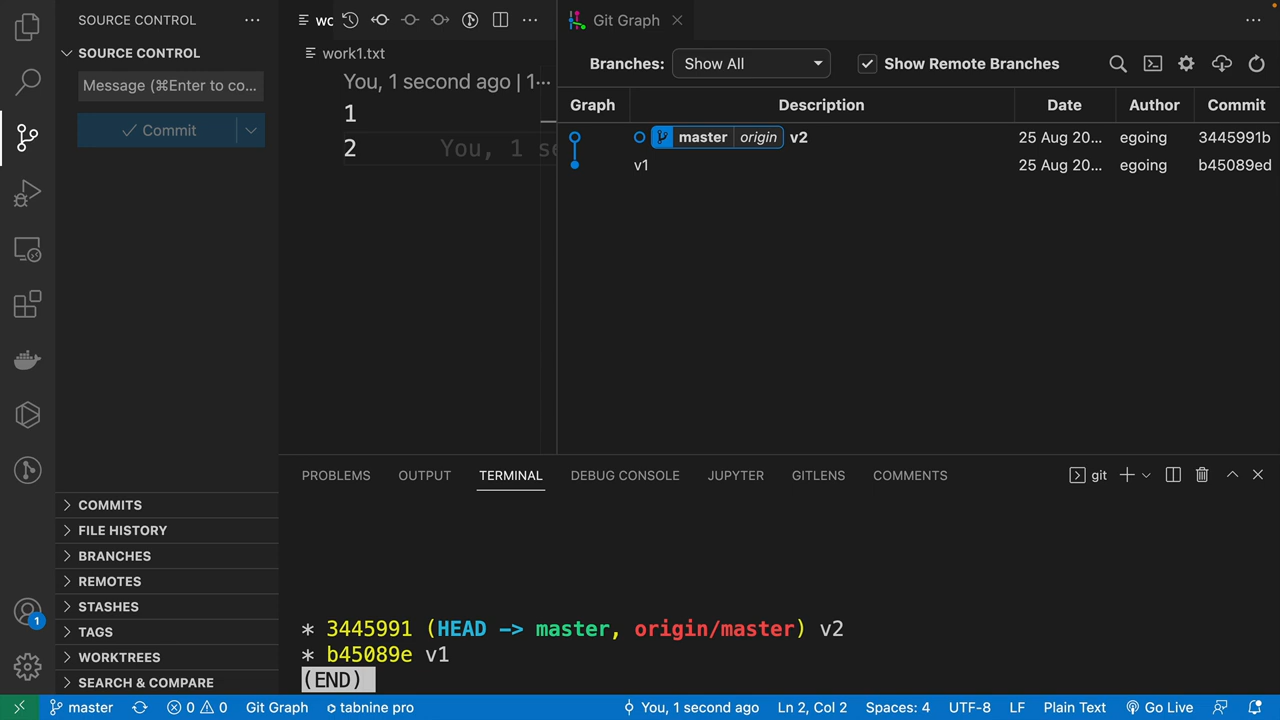 SOURCE CONTROL
SOURCE CONTROL
Message (⌘Enter to co...
Commit
COMMITS
FILE HISTORY
BRANCHES
REMOTES
STASHES
TAGS
WORKTREES
SEARCH & COMPARE
1
work1.txt
You, 1 second ago | 1...
1
2 You, 1 se
Git Graph
Branches: Show All Show Remote Branches
Graph Description Date Author Commit
master origin v2 25 Aug 20... egoing 3445991b
v1 25 Aug 20... egoing b45089ed
PROBLEMS OUTPUT TERMINAL DEBUG CONSOLE JUPYTER GITLENS COMMENTS git
* 3445991 (HEAD -> master, origin/master) v2
* b45089e v1
(END)
master 0 0 Git Graph tabnine pro You, 1 second ago Ln 2, Col 2 Spaces: 4 UTF-8 LF Plain Text Go Live